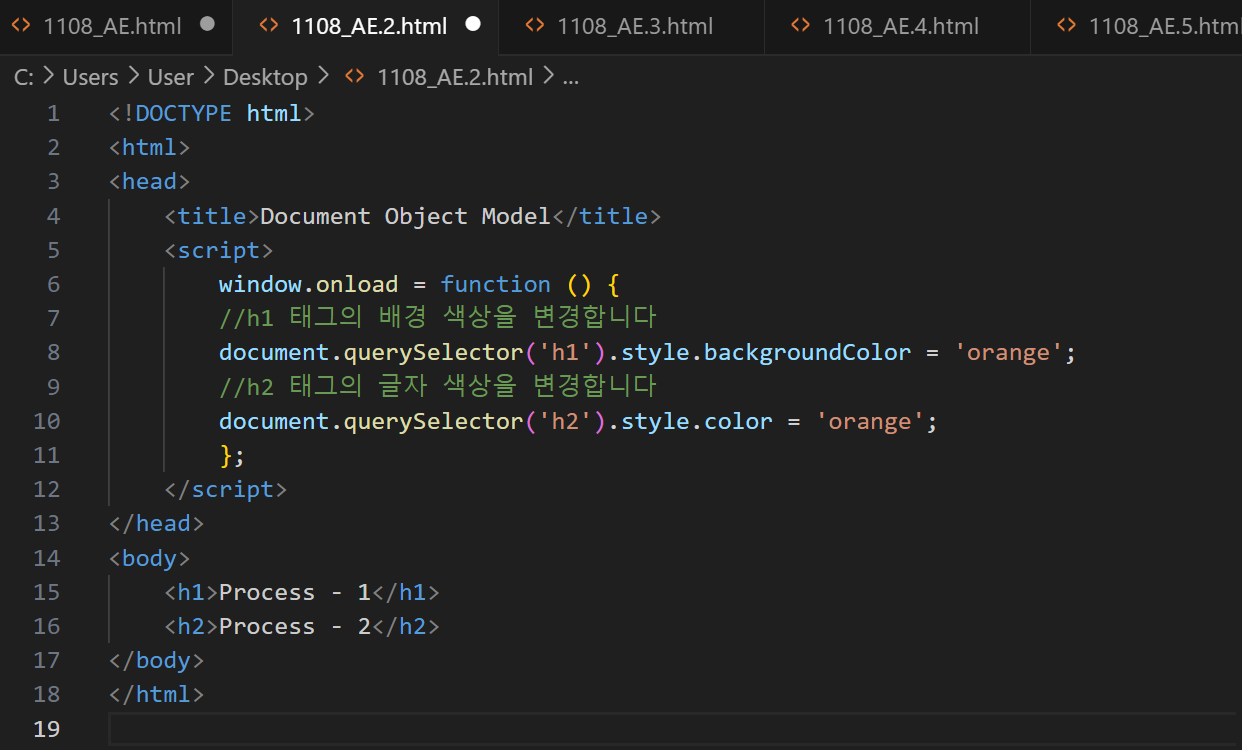 <> 1108_AE.html ● <> 1108_AE.2.html ● <> 1108_AE.3.html <> 1108_AE.4.html <> 1108_AE.5.html
C: > Users > User > Desktop > <> 1108_AE.2.html > ...
1 <!DOCTYPE html>
2 <html>
3 <head>
4     <title>Document Object Model</title>
5     <script>
6         window.onload = function () {
7         //h1 태그의 배경 색상을 변경합니다
8         document.querySelector('h1').style.backgroundColor = 'orange';
9         //h2 태그의 글자 색상을 변경합니다
10         document.querySelector('h2').style.color = 'orange';
11         };
12     </script>
13 </head>
14 <body>
15     <h1>Process - 1</h1>
16     <h2>Process - 2</h2>
17 </body>
18 </html>
19